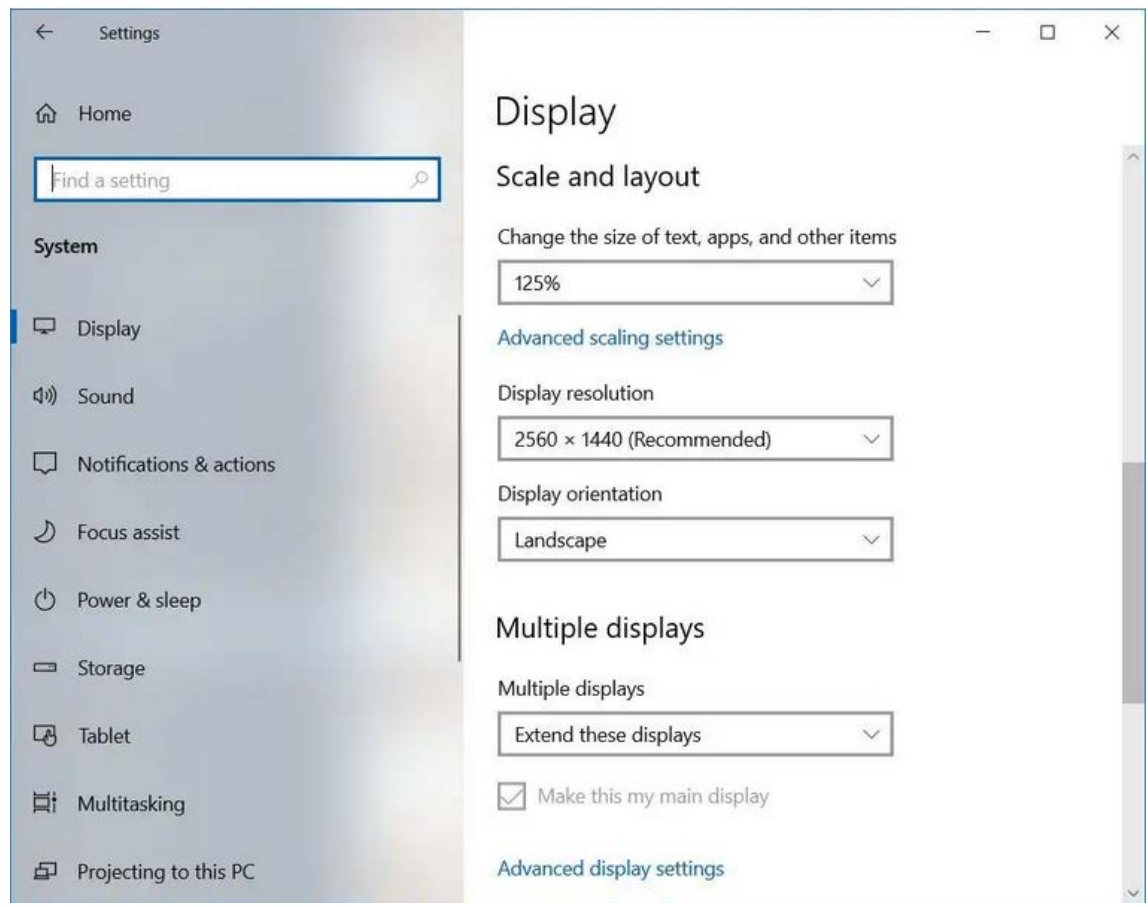 Settings
Home
Find a setting
System
Display
Sound
Notifications & actions
Focus assist
Power & sleep
Storage
Tablet
Multitasking
Projecting to this PC
Display
Scale and layout
Change the size of text, apps, and other items
125%
Advanced scaling settings
Display resolution
2560 × 1440 (Recommended)
Display orientation
Landscape
Multiple displays
Multiple displays
Extend these displays
Make this my main display
Advanced display settings